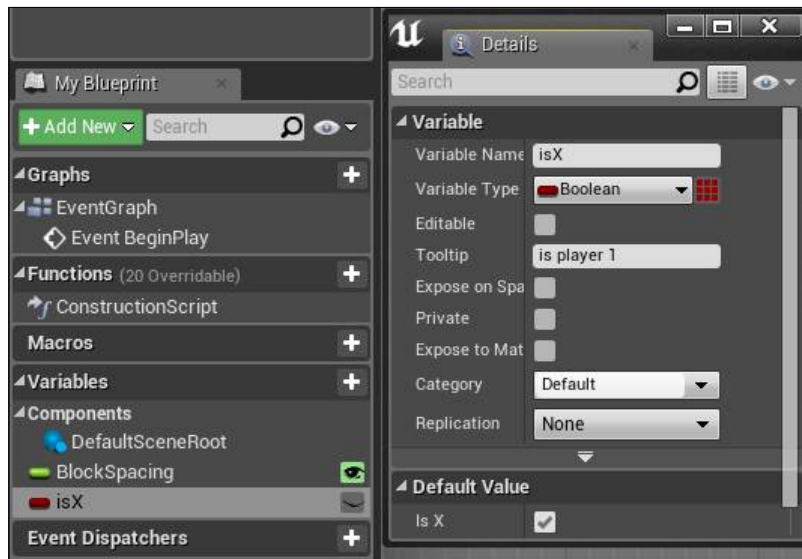 My Blueprint
Add New
Search
Graphs
EventGraph
Event BeginPlay
Functions (20 Overridable)
ConstructionScript
Macros
Variables
Components
DefaultSceneRoot
BlockSpacing
isX
Event Dispatchers
Details
Search
Variable
Variable Name isX
Variable Type Boolean
Editable
Tooltip is player 1
Expose on Spa
Private
Expose to Mat
Category Default
Replication None
Default Value
Is X